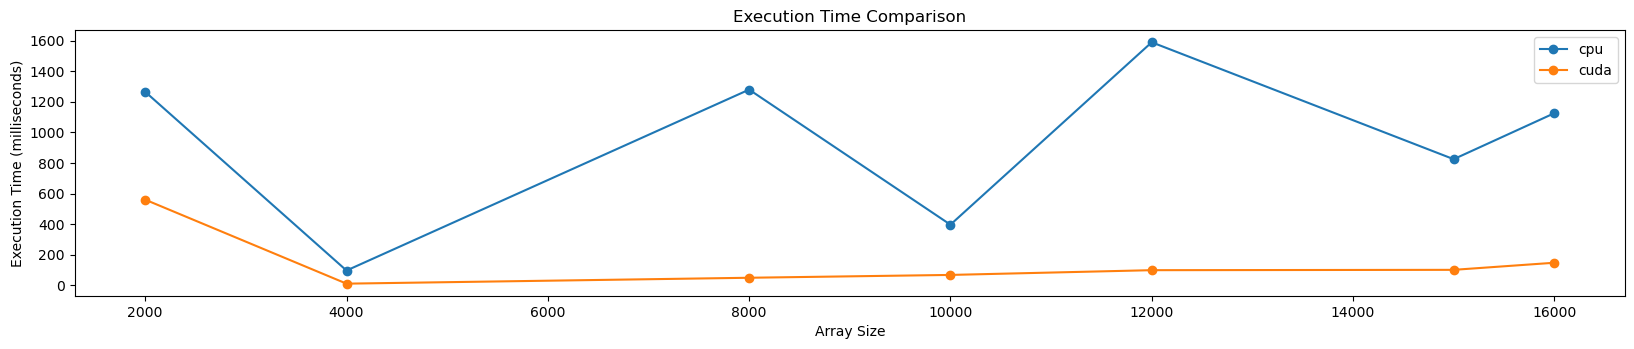 Execution Time Comparison
Execution Time (milliseconds)
1600
1400
1200
1000
800
600
400
200
0
cpu
cuda
2000 4000 6000 8000 10000 12000 14000 16000
Array Size